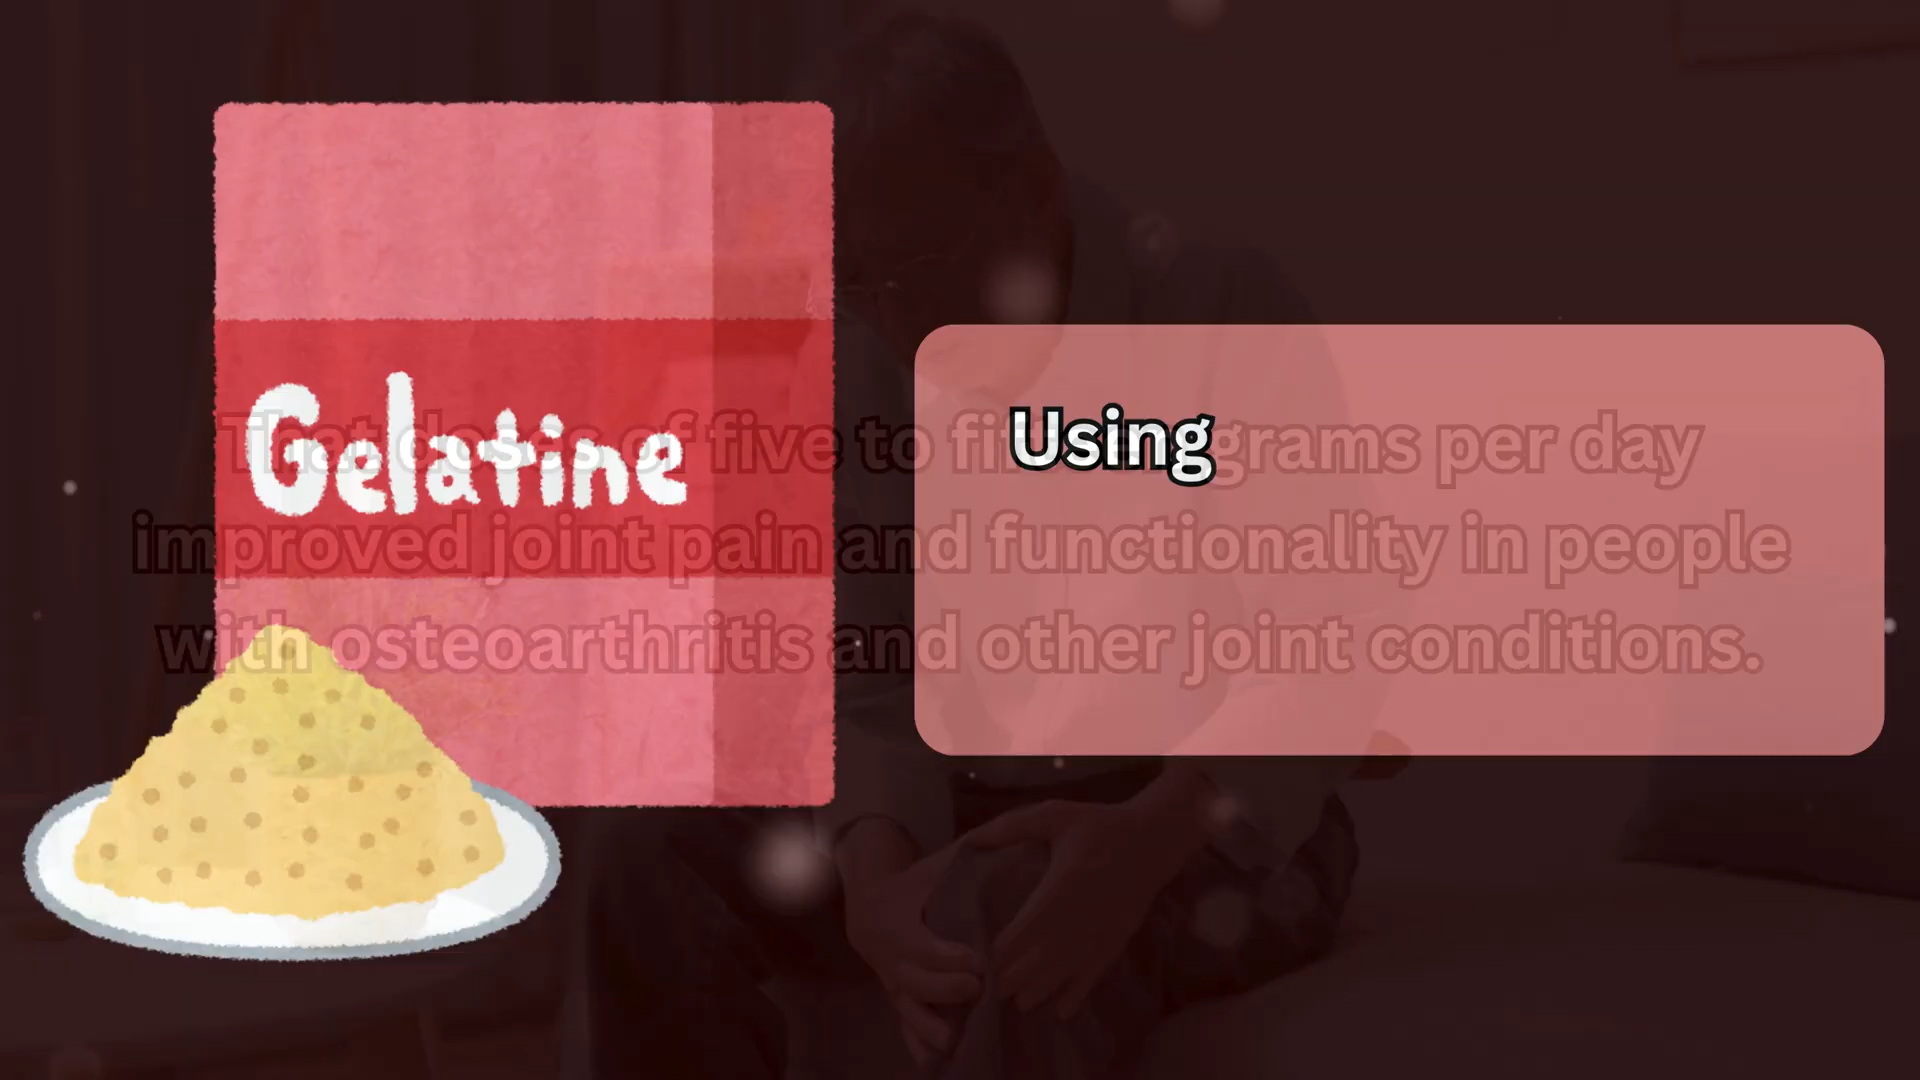 Gelatine
Using
That doses of five to fifteen grams per day
improved joint pain and functionality in people
with osteoarthritis and other joint conditions.